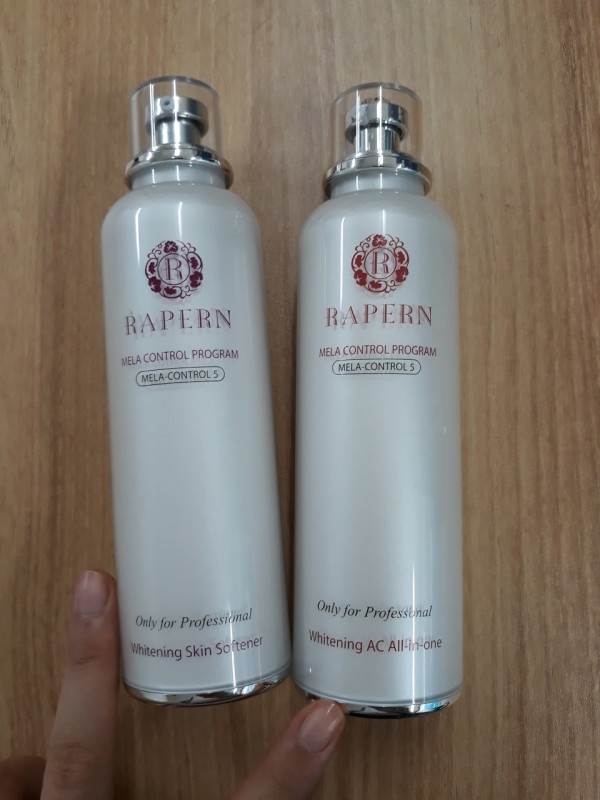 R
RAPERN
MELA CONTROL PROGRAM
MELA-CONTROL 5
Only for Professional
Whitening Skin Softener
R
RAPERN
MELA CONTROL PROGRAM
MELA-CONTROL 5
Only for Professional
Whitening AC All-in-one